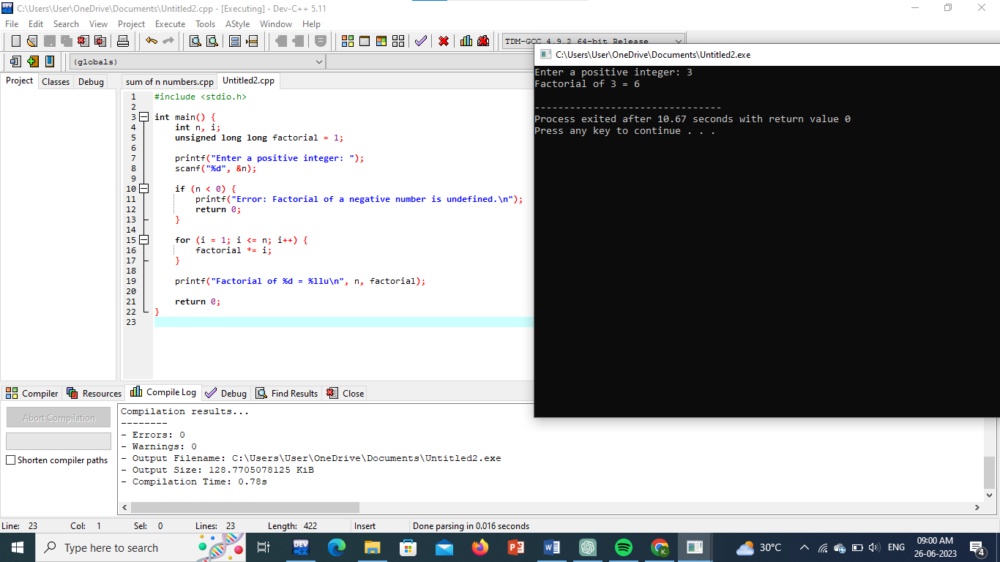 C:\Users\User\OneDrive\Documents\Untitled2.cpp - [Executing] - Dev-C++ 5.11
File Edit Search View Project Execute Tools AStyle Window Help
TDM-GCC 4.9.2 64-bit Release
(globals)
Project Classes Debug
sum of n numbers.cpp Untitled2.cpp
1 #include <stdio.h>
2
3 int main() {
4 int n, i;
5 unsigned long long factorial = 1;
6
7 printf("Enter a positive integer: ");
8 scanf("%d", &n);
9
10 if (n < 0) {
11 printf("Error: Factorial of a negative number is undefined.\n");
12 return 0;
13 }
14
15 for (i = 1; i <= n; i++) {
16 factorial *= i;
17 }
18
19 printf("Factorial of %d = %llu\n", n, factorial);
20
21 return 0;
22 }
23
C:\Users\User\OneDrive\Documents\Untitled2.exe
Enter a positive integer: 3
Factorial of 3 = 6
--------------------------------
Process exited after 10.67 seconds with return value 0
Press any key to continue . . .
Compiler Resources Compile Log Debug Find Results Close
Abort Compilation
Shorten compiler paths
Compilation results...
--------
- Errors: 0
- Warnings: 0
- Output Filename: C:\Users\User\OneDrive\Documents\Untitled2.exe
- Output Size: 128.7705078125 KiB
- Compilation Time: 0.78s
Line: 23 Col: 1 Sel: 0 Lines: 23 Length: 422 Insert Done parsing in 0.016 seconds
Type here to search
DEV
30°C
ENG
09:00 AM
26-06-2023
4